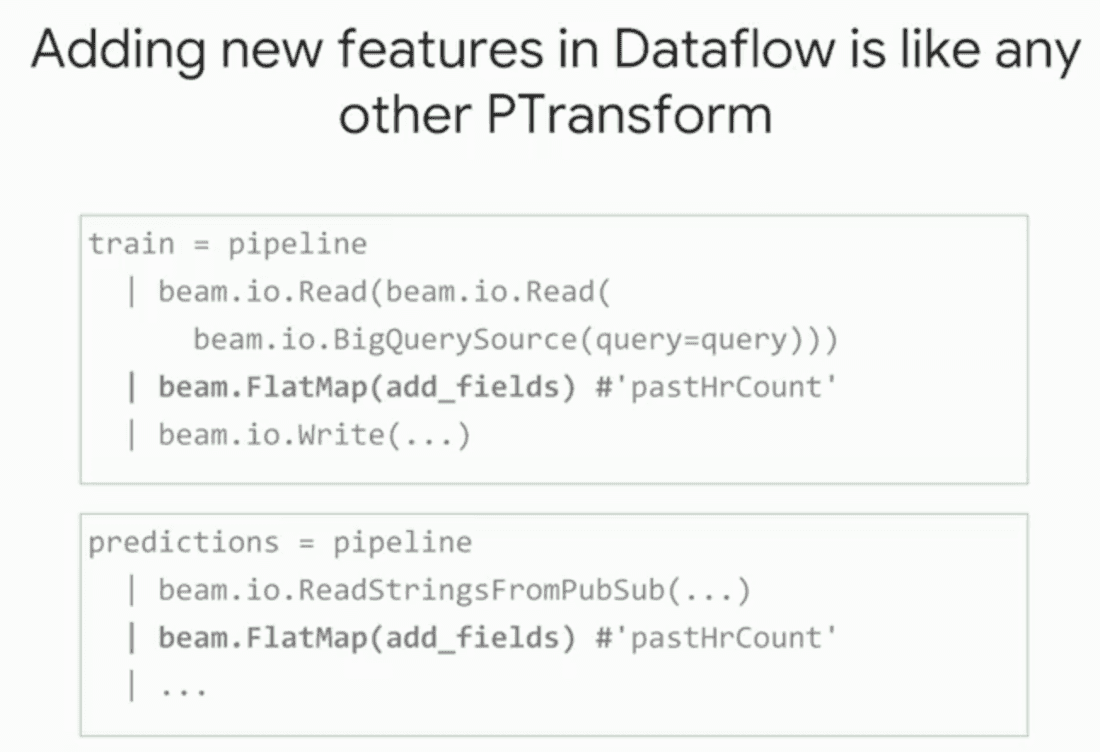 Adding new features in Dataflow is like any
other PTransform
train = pipeline
| beam.io.Read(beam.io.Read(
beam.io.BigQuerySource(query=query)))
| beam.FlatMap(add_fields) #'pastHrCount'
| beam.io.Write(...)
predictions = pipeline
| beam.io.ReadStringsFromPubSub(...)
| beam.FlatMap(add_fields) #'pastHrCount'
| ...